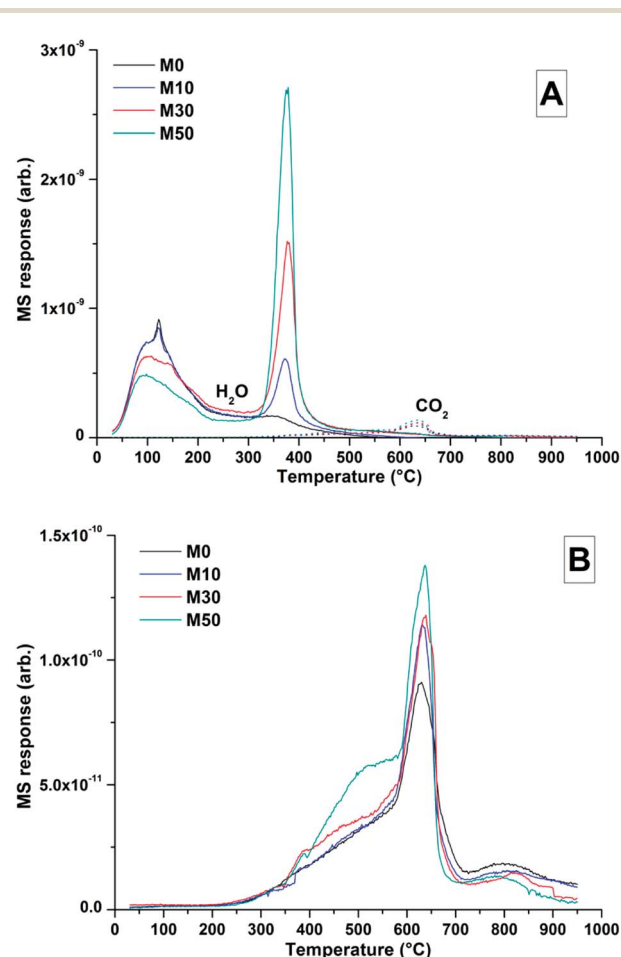 3x10⁻⁹
M0
M10
M30
M50
A
2x10⁻⁹
MS response (arb.)
1x10⁻⁹
H₂O
CO₂
0
0 100 200 300 400 500 600 700 800 900 1000
Temperature (°C)
1.5x10⁻¹⁰
M0
M10
M30
M50
B
1.0x10⁻¹⁰
MS response (arb.)
5.0x10⁻¹¹
0.0
0 100 200 300 400 500 600 700 800 900 1000
Temperature (°C)